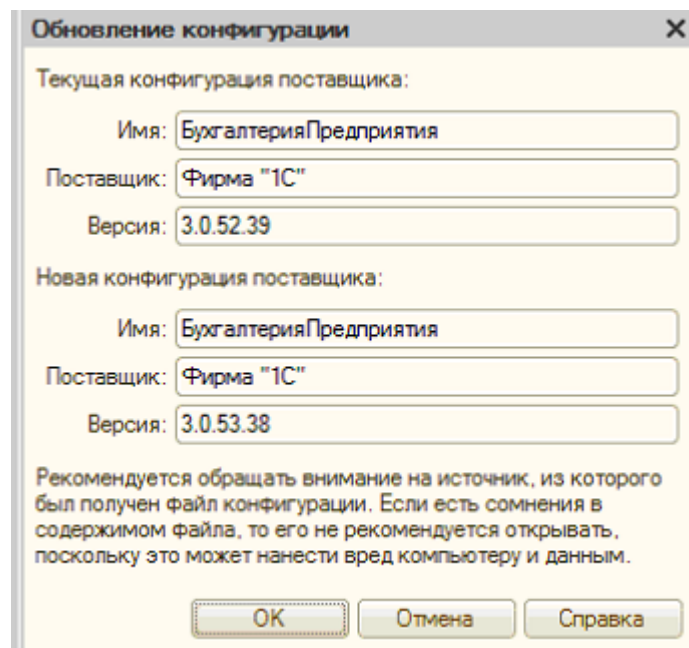 Обновление конфигурации
Текущая конфигурация поставщика:
Имя: БухгалтерияПредприятия
Поставщик: Фирма "1С"
Версия: 3.0.52.39
Новая конфигурация поставщика:
Имя: БухгалтерияПредприятия
Поставщик: Фирма "1С"
Версия: 3.0.53.38
Рекомендуется обращать внимание на источник, из которого
был получен файл конфигурации. Если есть сомнения в
содержимом файла, то его не рекомендуется открывать,
поскольку это может нанести вред компьютеру и данным.
ОК Отмена Справка